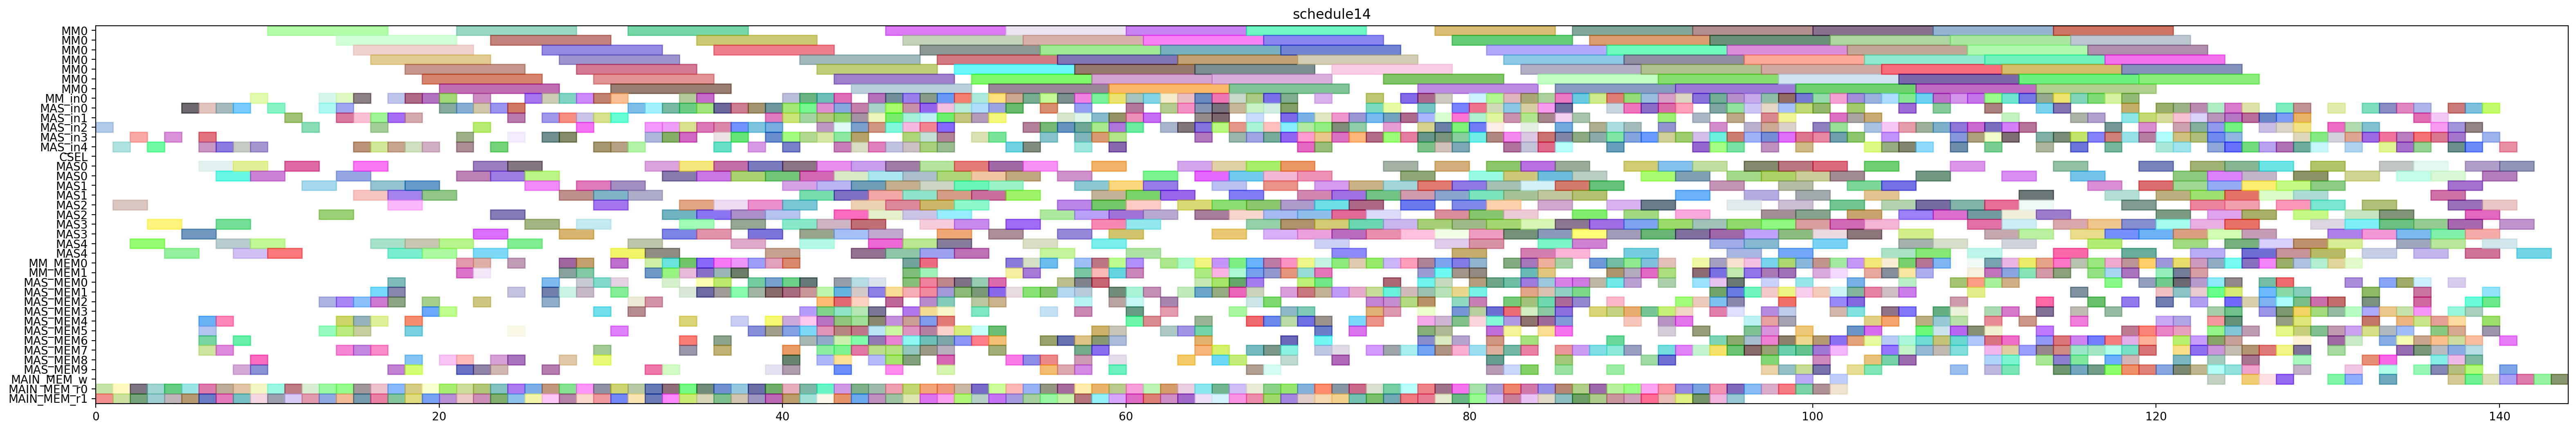 schedule14
MM0
MM0
MM0
MM0
MM0
MM0
MM0
MM_in0
MAS_in0
MAS_in1
MAS_in2
MAS_in3
MAS_in4
CSEL
MAS0
MAS0
MAS1
MAS1
MAS2
MAS2
MAS3
MAS3
MAS4
MAS4
MM_MEM0
MM_MEM1
MAS_MEM0
MAS_MEM1
MAS_MEM2
MAS_MEM3
MAS_MEM4
MAS_MEM5
MAS_MEM6
MAS_MEM7
MAS_MEM8
MAS_MEM9
MAIN_MEM_w
MAIN_MEM_r0
MAIN_MEM_r1
0 20 40 60 80 100 120 140